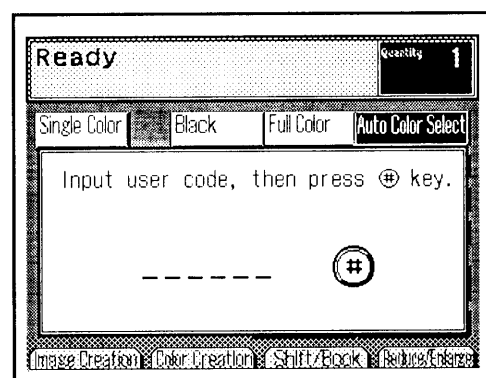 Ready
Quantity 1
Single Color Black Full Color Auto Color Select
Input user code, then press # key.
_ _ _ _ _ _ #
Image Creation Color Creation Shift/Book Reduce/Enlarge